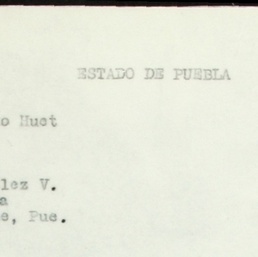 ESTADO DE PUEBLA
o Huet
lez V.
a
e, Pue.